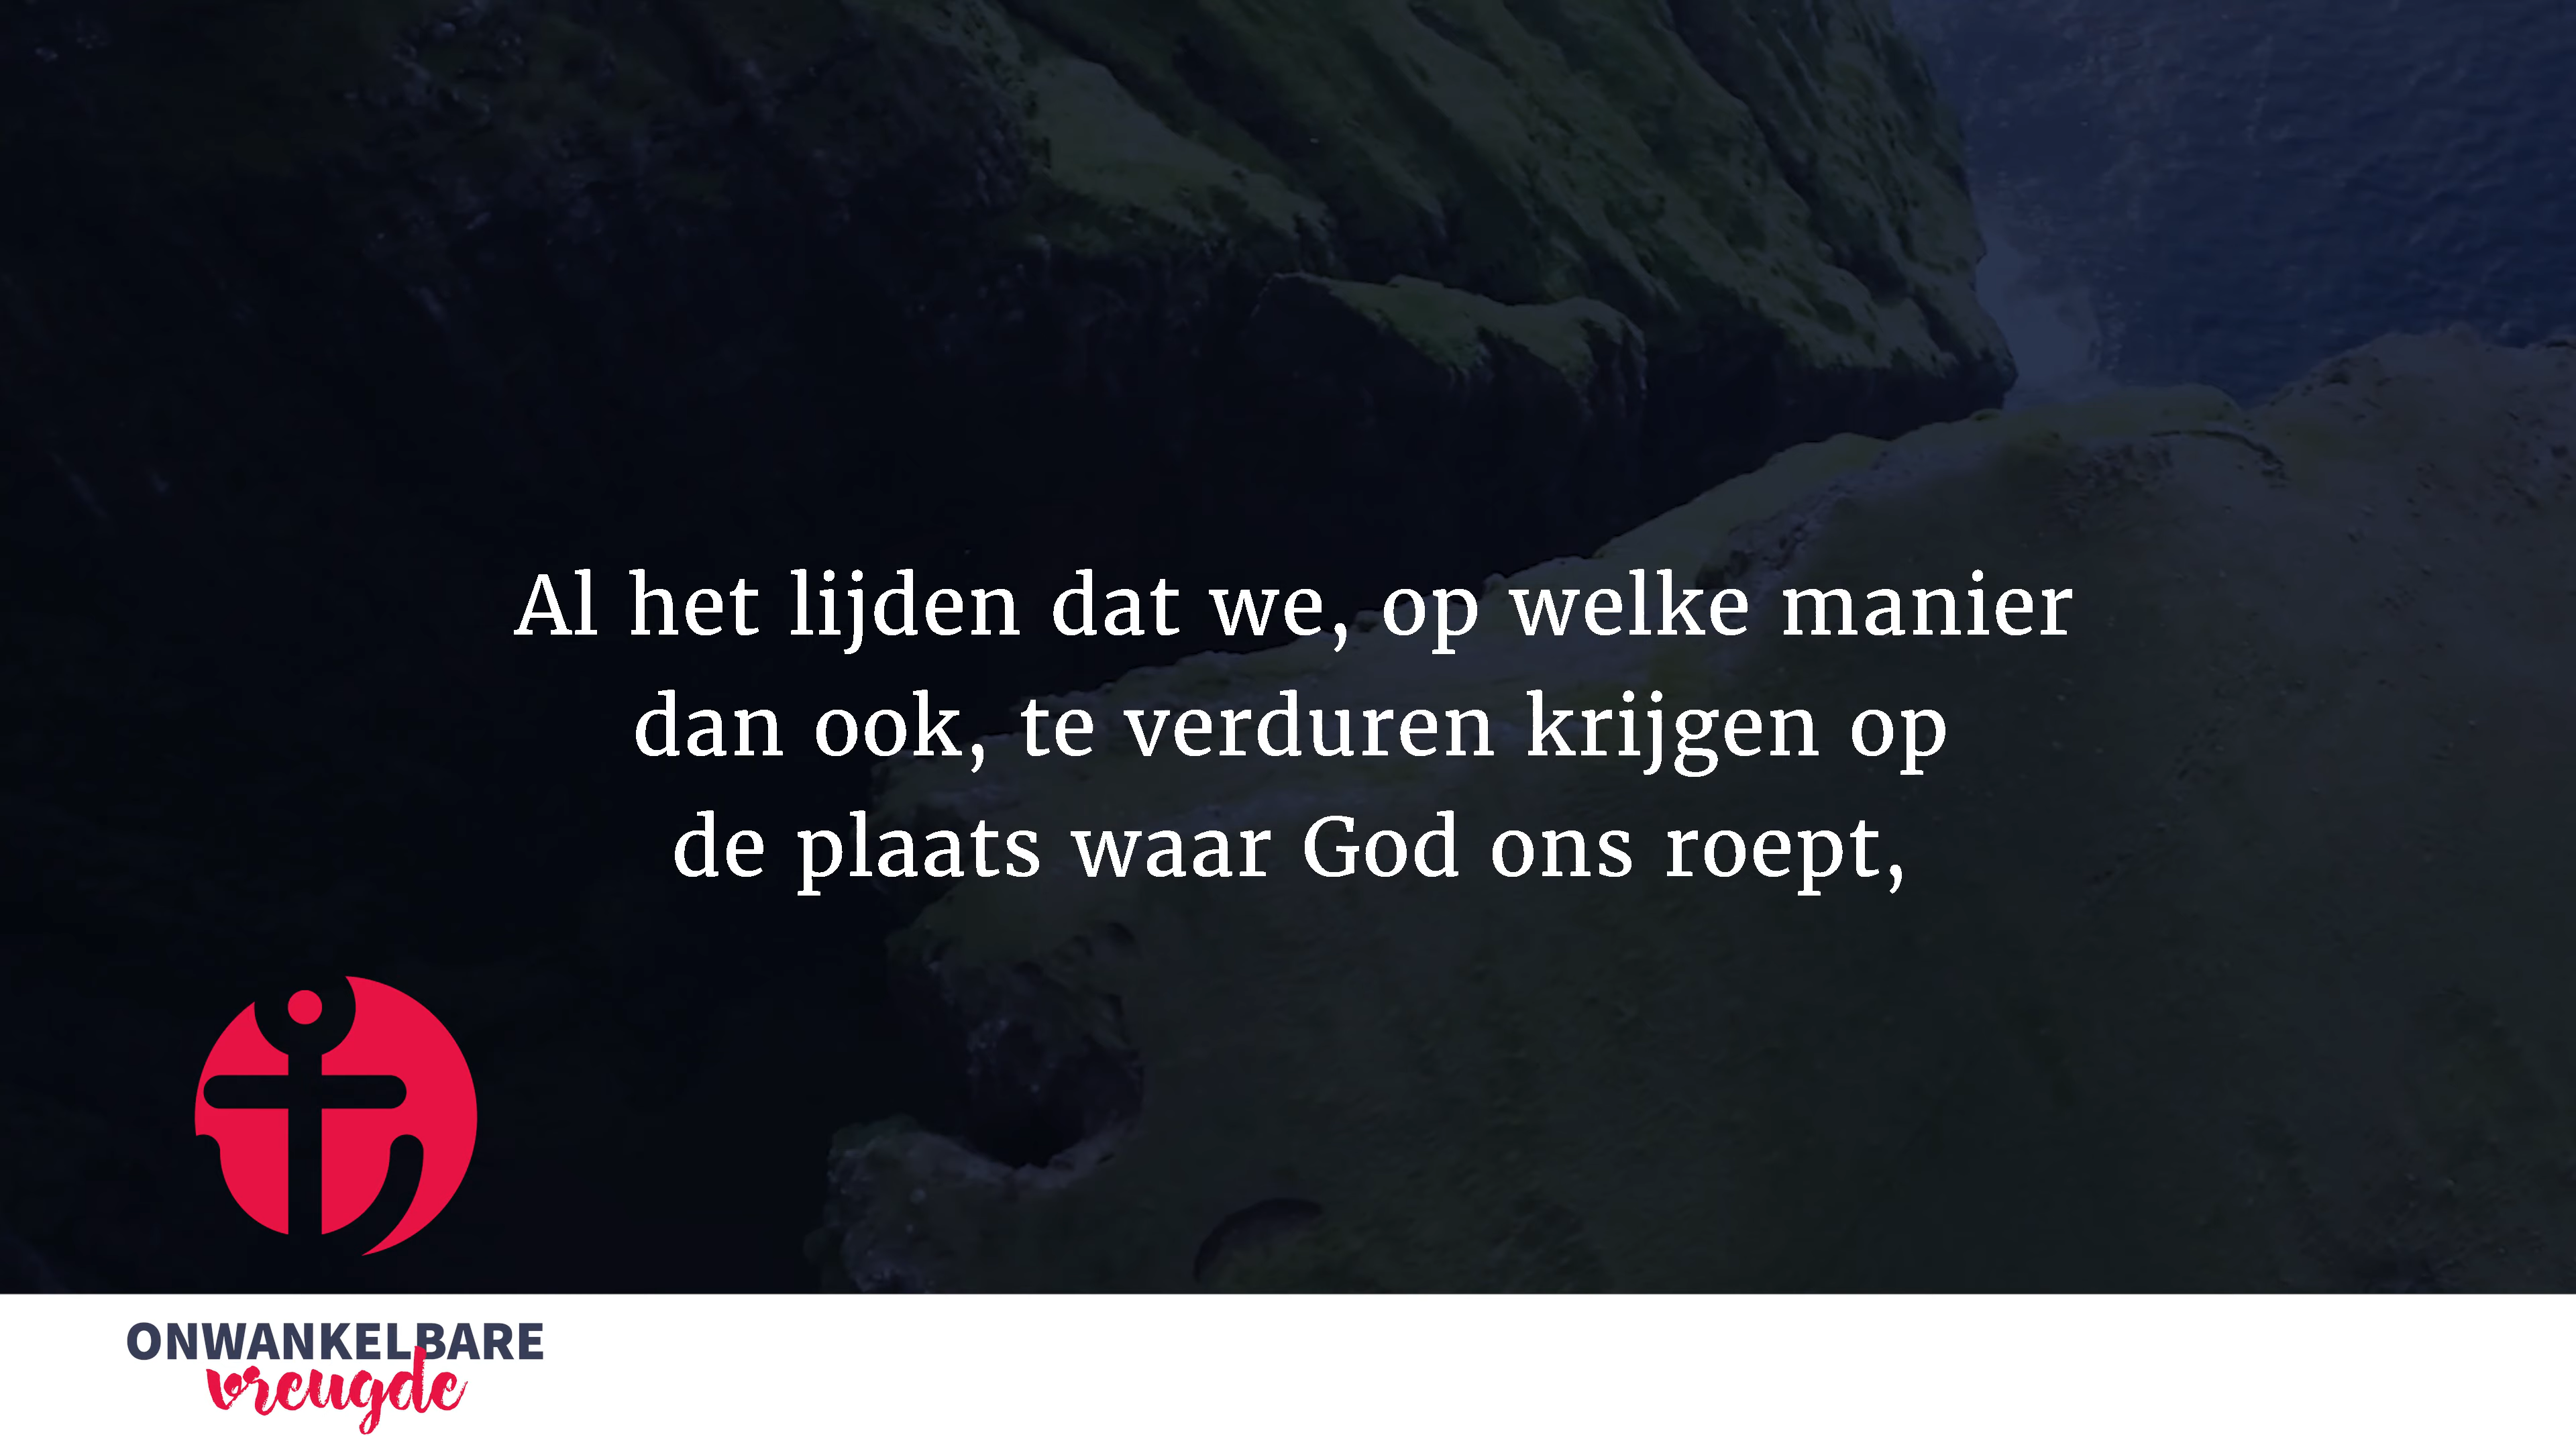 Al het lijden dat we, op welke manier
dan ook, te verduren krijgen op
de plaats waar God ons roept,
ONWANKELBARE
vreugde